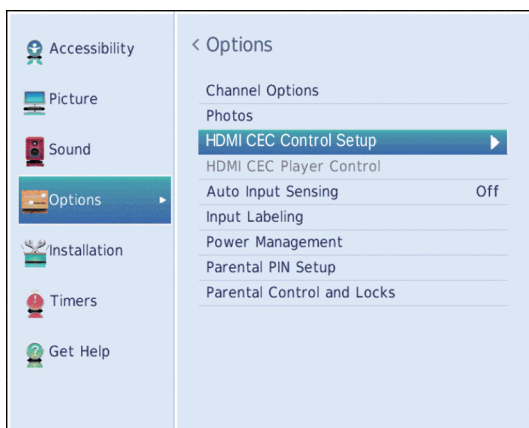 Accessibility
Picture
Sound
Options
Installation
Timers
Get Help
< Options
Channel Options
Photos
HDMI CEC Control Setup
HDMI CEC Player Control
Auto Input Sensing Off
Input Labeling
Power Management
Parental PIN Setup
Parental Control and Locks